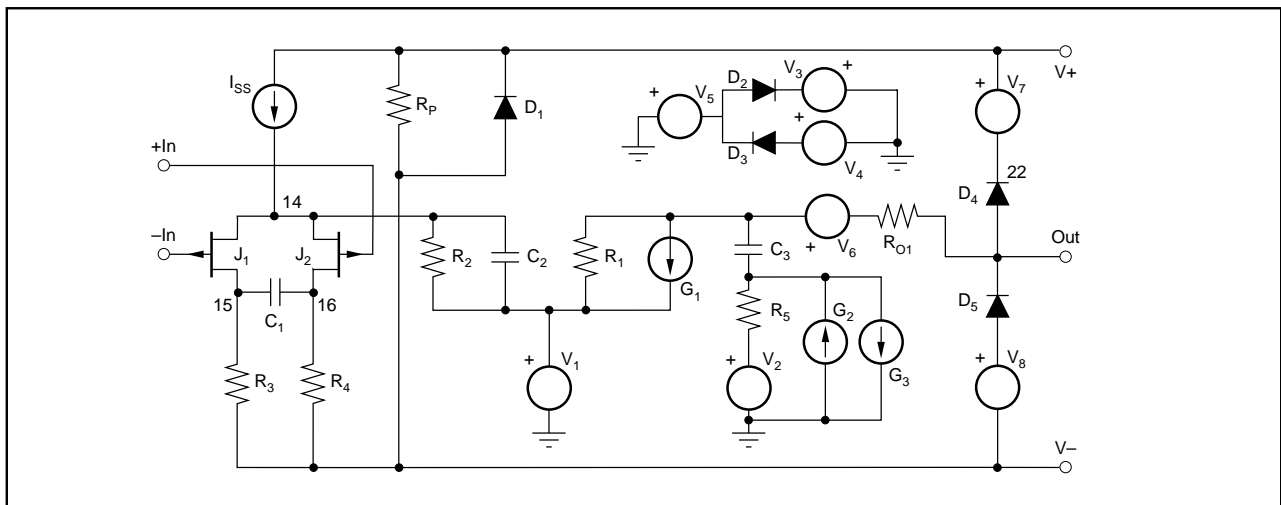 I_SS
R_P
D_1
D_2
V_3
+
+
V_5
+
D_3
V_4
+
V_7
V+
+In
–In
14
J_1
J_2
15
16
C_1
R_2
C_2
R_1
G_1
C_3
+
V_6
R_O1
22
D_4
Out
R_5
G_2
G_3
D_5
R_3
R_4
+
V_1
+
V_2
+
V_8
V–